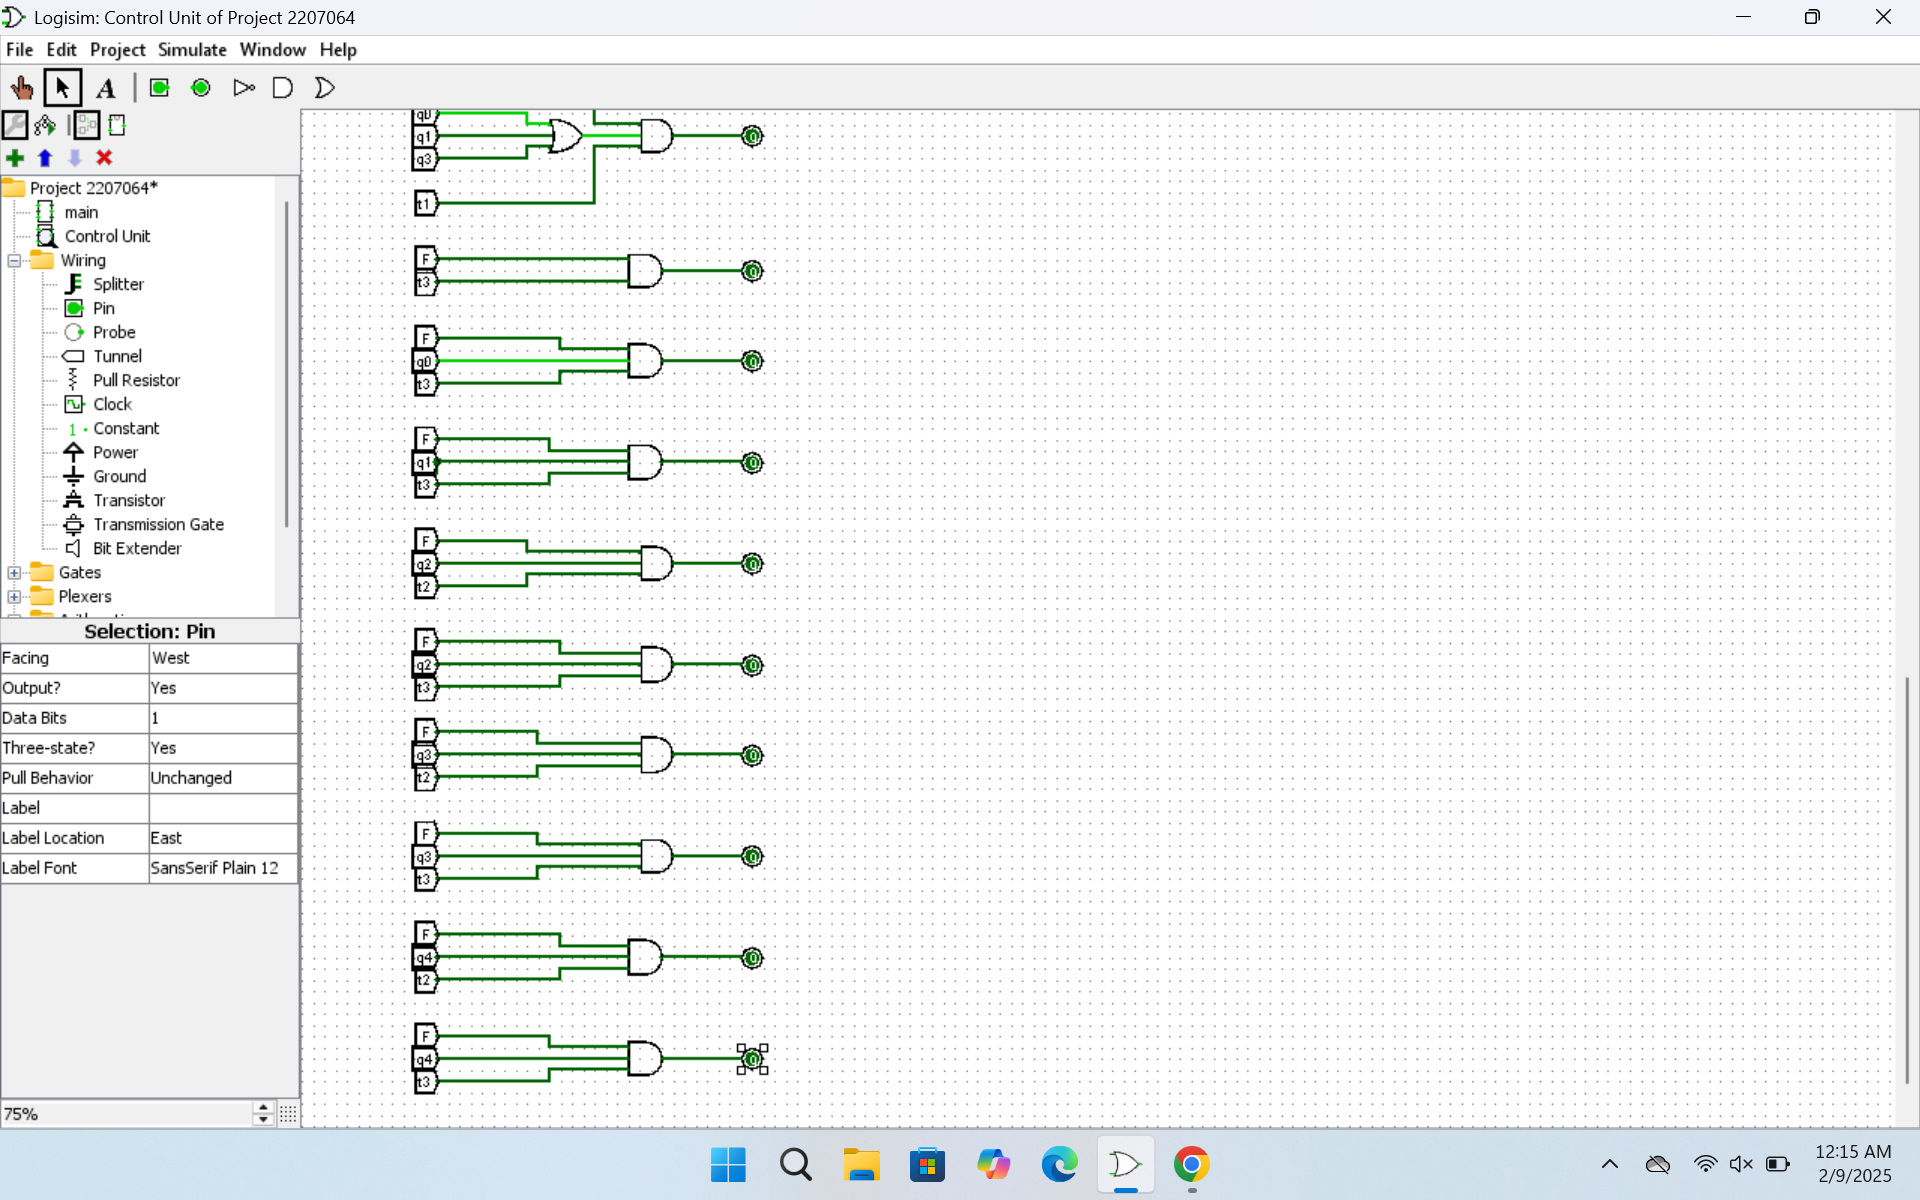 Logisim: Control Unit of Project 2207064
File Edit Project Simulate Window Help
A
Project 2207064*
main
Control Unit
Wiring
Splitter
Pin
Probe
Tunnel
Pull Resistor
Clock
1 Constant
Power
Ground
Transistor
Transmission Gate
Bit Extender
Gates
Plexers
Selection: Pin
Facing West
Output? Yes
Data Bits 1
Three-state? Yes
Pull Behavior Unchanged
Label
Label Location East
Label Font SansSerif Plain 12
75%
q0
q1
q3
t1
F
t3
F
q0
t3
F
q1
t3
F
q2
t2
F
q2
t3
F
q3
t2
F
q3
t3
F
q4
t2
F
q4
t3
12:15 AM
2/9/2025